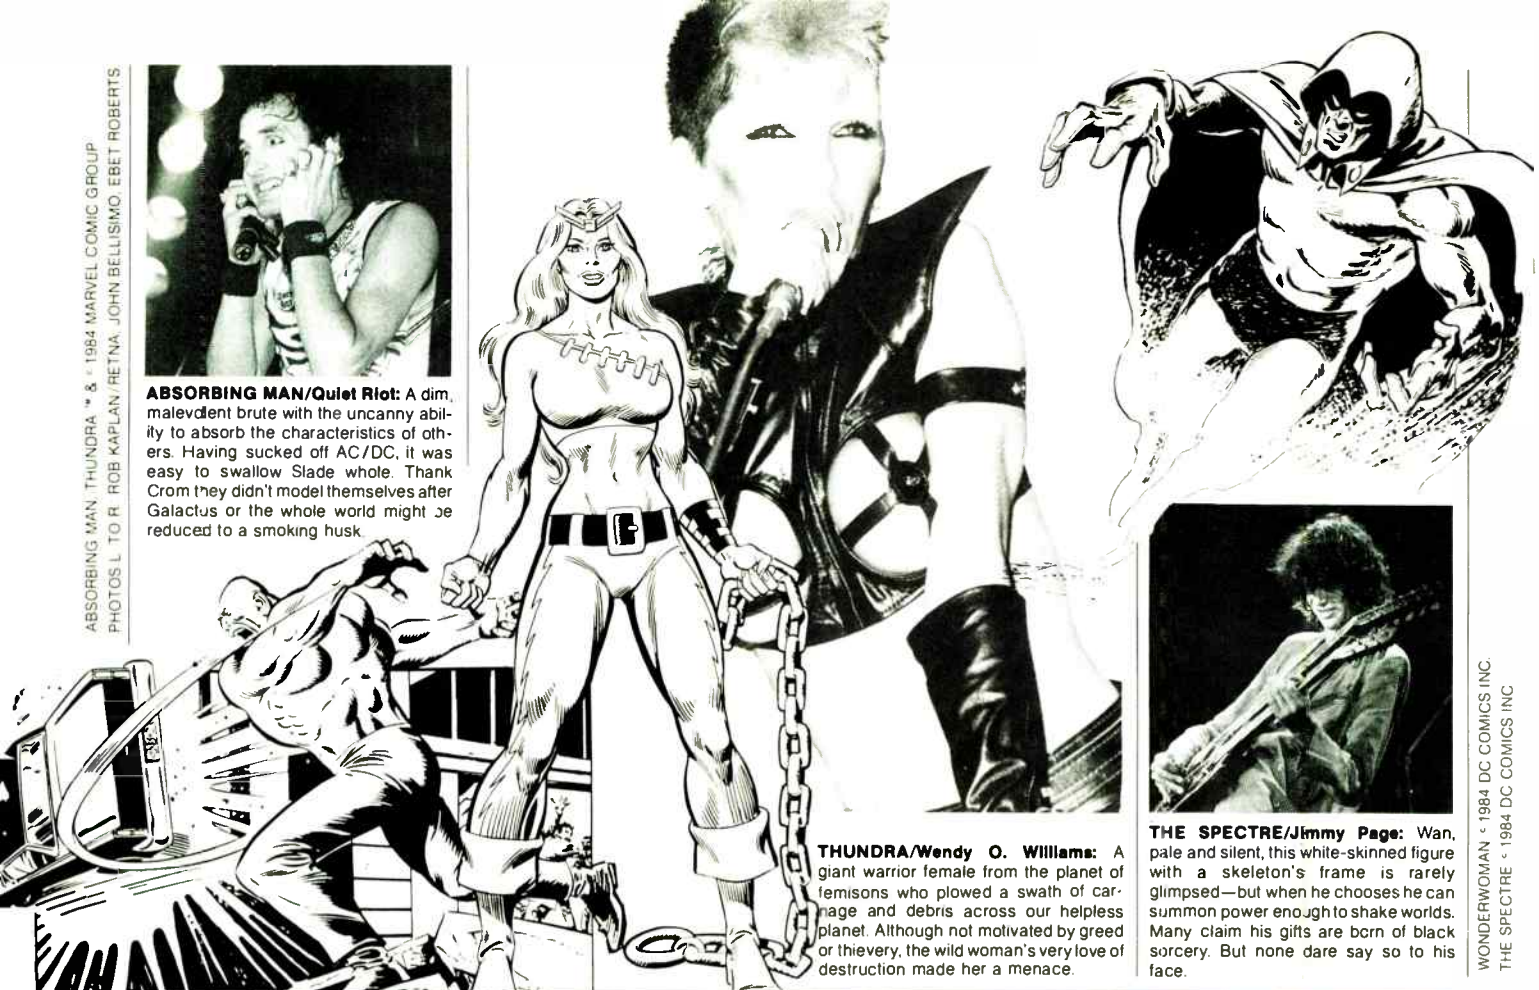 ABSORBING MAN, THUNDRA ™ & © 1984 MARVEL COMIC GROUP
PHOTOS L TO R: ROB KAPLAN/RETNA, JOHN BELLISIMO, EBET ROBERTS
ABSORBING MAN/Quiet Riot: A dim,
malevolent brute with the uncanny abil-
ity to absorb the characteristics of oth-
ers. Having sucked off AC/DC, it was
easy to swallow Slade whole. Thank
Crom they didn't model themselves after
Galactus or the whole world might be
reduced to a smoking husk.
THUNDRA/Wendy O. Williams: A
giant warrior female from the planet of
femisons who plowed a swath of car-
nage and debris across our helpless
planet. Although not motivated by greed
or thievery, the wild woman's very love of
destruction made her a menace.
THE SPECTRE/Jimmy Page: Wan,
pale and silent, this white-skinned figure
with a skeleton's frame is rarely
glimpsed—but when he chooses he can
summon power enough to shake worlds.
Many claim his gifts are born of black
sorcery. But none dare say so to his
face.
WONDERWOMAN © 1984 DC COMICS INC.
THE SPECTRE © 1984 DC COMICS INC